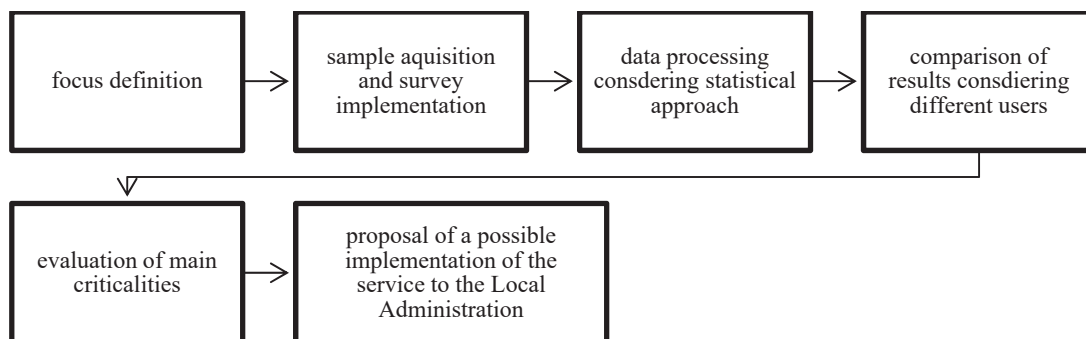 focus definition
sample aquisition
and survey
implementation
data processing
consdering statistical
approach
comparison of
results consdiering
different users
evaluation of main
criticalities
proposal of a possible
implementation of the
service to the Local
Administration